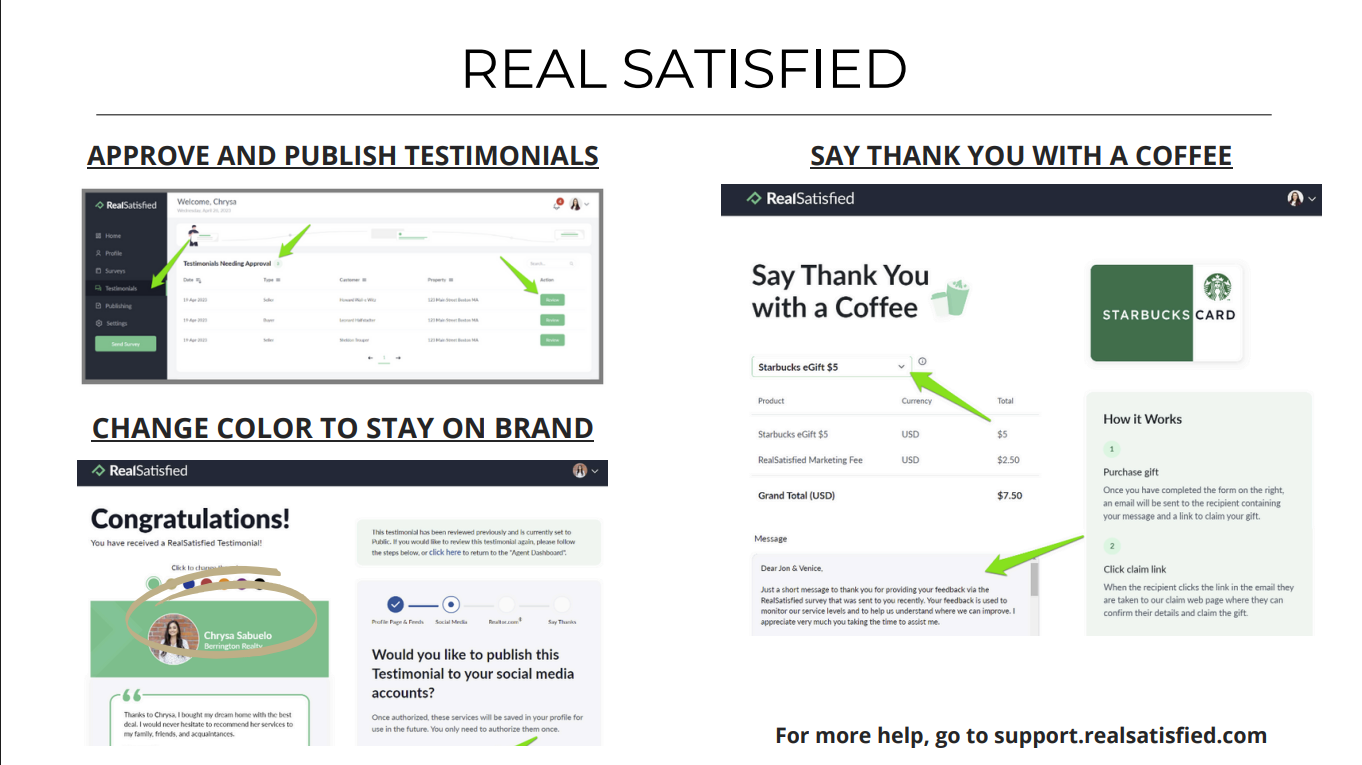 REAL SATISFIED
APPROVE AND PUBLISH TESTIMONIALS
RealSatisfied
Welcome, Chrysa
Home
Profile
Surveys
Testimonials
Publishing
Settings
Send Survey
Testimonials Needing Approval
Date Type Customer Property Action
19-Apr-2021 Seller 123 Main Street Boston MA Review
19-Apr-2021 Buyer Leonard Hofstadter 123 Main Street Boston MA Review
19-Apr-2021 Seller Sheldon Cooper 123 Main Street Boston MA Review
1
CHANGE COLOR TO STAY ON BRAND
RealSatisfied
Congratulations!
You have received a RealSatisfied Testimonial!
Click to change
Chrysa Sabuelo
Berrington Realty
Thanks to Chrysa, I bought my dream home with the best
deal. I would never hesitate to recommend her services to
my family, friends, and acquaintances.
This testimonial has been reviewed previously and is currently set to
Public. If you would like to review this testimonial again, please follow
the steps below, or click here to return to the "Agent Dashboard".
Profile Page & Feeds Social Media Realtor.com® Say Thanks
Would you like to publish this
Testimonial to your social media
accounts?
Once authorized, these services will be saved in your profile for
use in the future. You only need to authorize them once.
SAY THANK YOU WITH A COFFEE
RealSatisfied
Say Thank You
with a Coffee
STARBUCKS CARD
Starbucks eGift $5
Product Currency Total
Starbucks eGift $5 USD $5
RealSatisfied Marketing Fee USD $2.50
Grand Total (USD) $7.50
Message
Dear Jon & Venice,
Just a short message to thank you for providing your feedback via the
RealSatisfied survey that was sent to you recently. Your feedback is used to
monitor our service levels and to help us understand where we can improve. I
appreciate very much you taking the time to assist me.
How it Works
1
Purchase gift
Once you have completed the form on the right,
an email will be sent to the recipient containing
your message and a link to claim your gift.
2
Click claim link
When the recipient clicks the link in the email they
are taken to our claim web page where they can
confirm their details and claim the gift.
For more help, go to support.realsatisfied.com